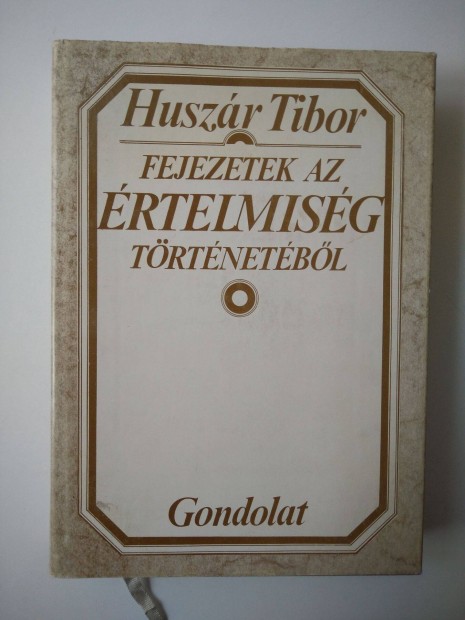 Huszár Tibor
FEJEZETEK AZ
ÉRTELMISÉG
TÖRTÉNETÉBŐL
Gondolat